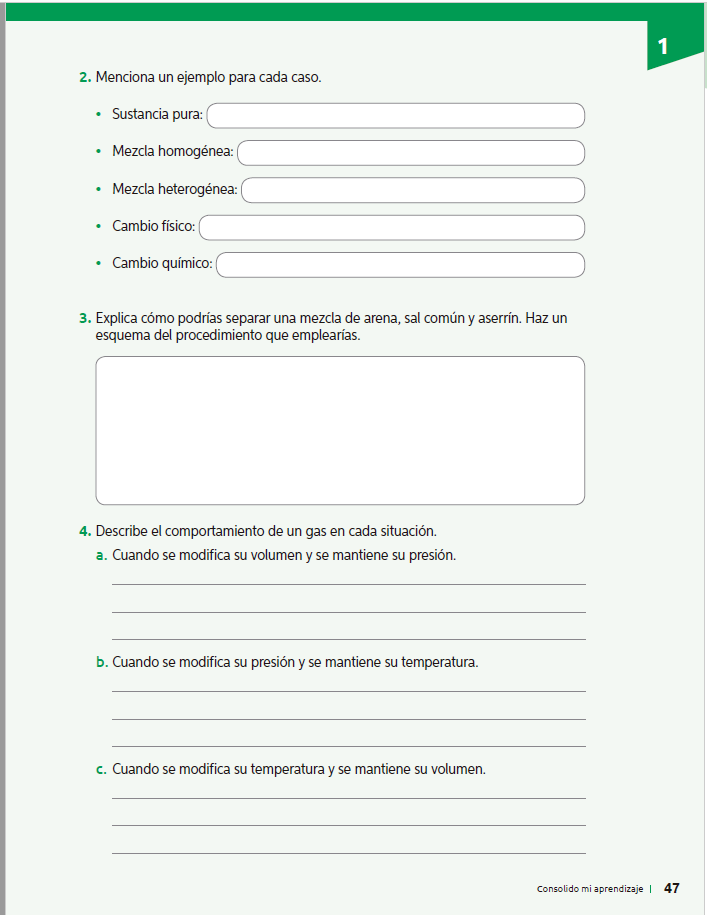 1
2. Menciona un ejemplo para cada caso.
• Sustancia pura:
• Mezcla homogénea:
• Mezcla heterogénea:
• Cambio físico:
• Cambio químico:
3. Explica cómo podrías separar una mezcla de arena, sal común y aserrín. Haz un
esquema del procedimiento que emplearías.
4. Describe el comportamiento de un gas en cada situación.
a. Cuando se modifica su volumen y se mantiene su presión.
b. Cuando se modifica su presión y se mantiene su temperatura.
c. Cuando se modifica su temperatura y se mantiene su volumen.
Consolido mi aprendizaje | 47